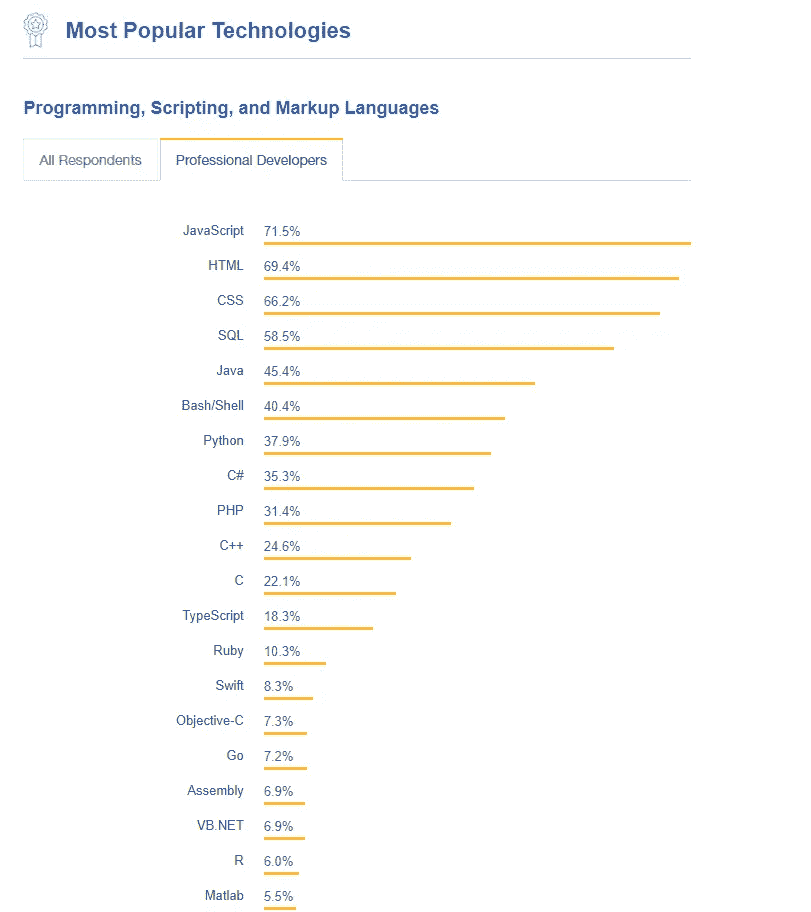 Most Popular Technologies
Programming, Scripting, and Markup Languages
All Respondents
Professional Developers
JavaScript 71.5%
HTML 69.4%
CSS 66.2%
SQL 58.5%
Java 45.4%
Bash/Shell 40.4%
Python 37.9%
C# 35.3%
PHP 31.4%
C++ 24.6%
C 22.1%
TypeScript 18.3%
Ruby 10.3%
Swift 8.3%
Objective-C 7.3%
Go 7.2%
Assembly 6.9%
VB.NET 6.9%
R 6.0%
Matlab 5.5%